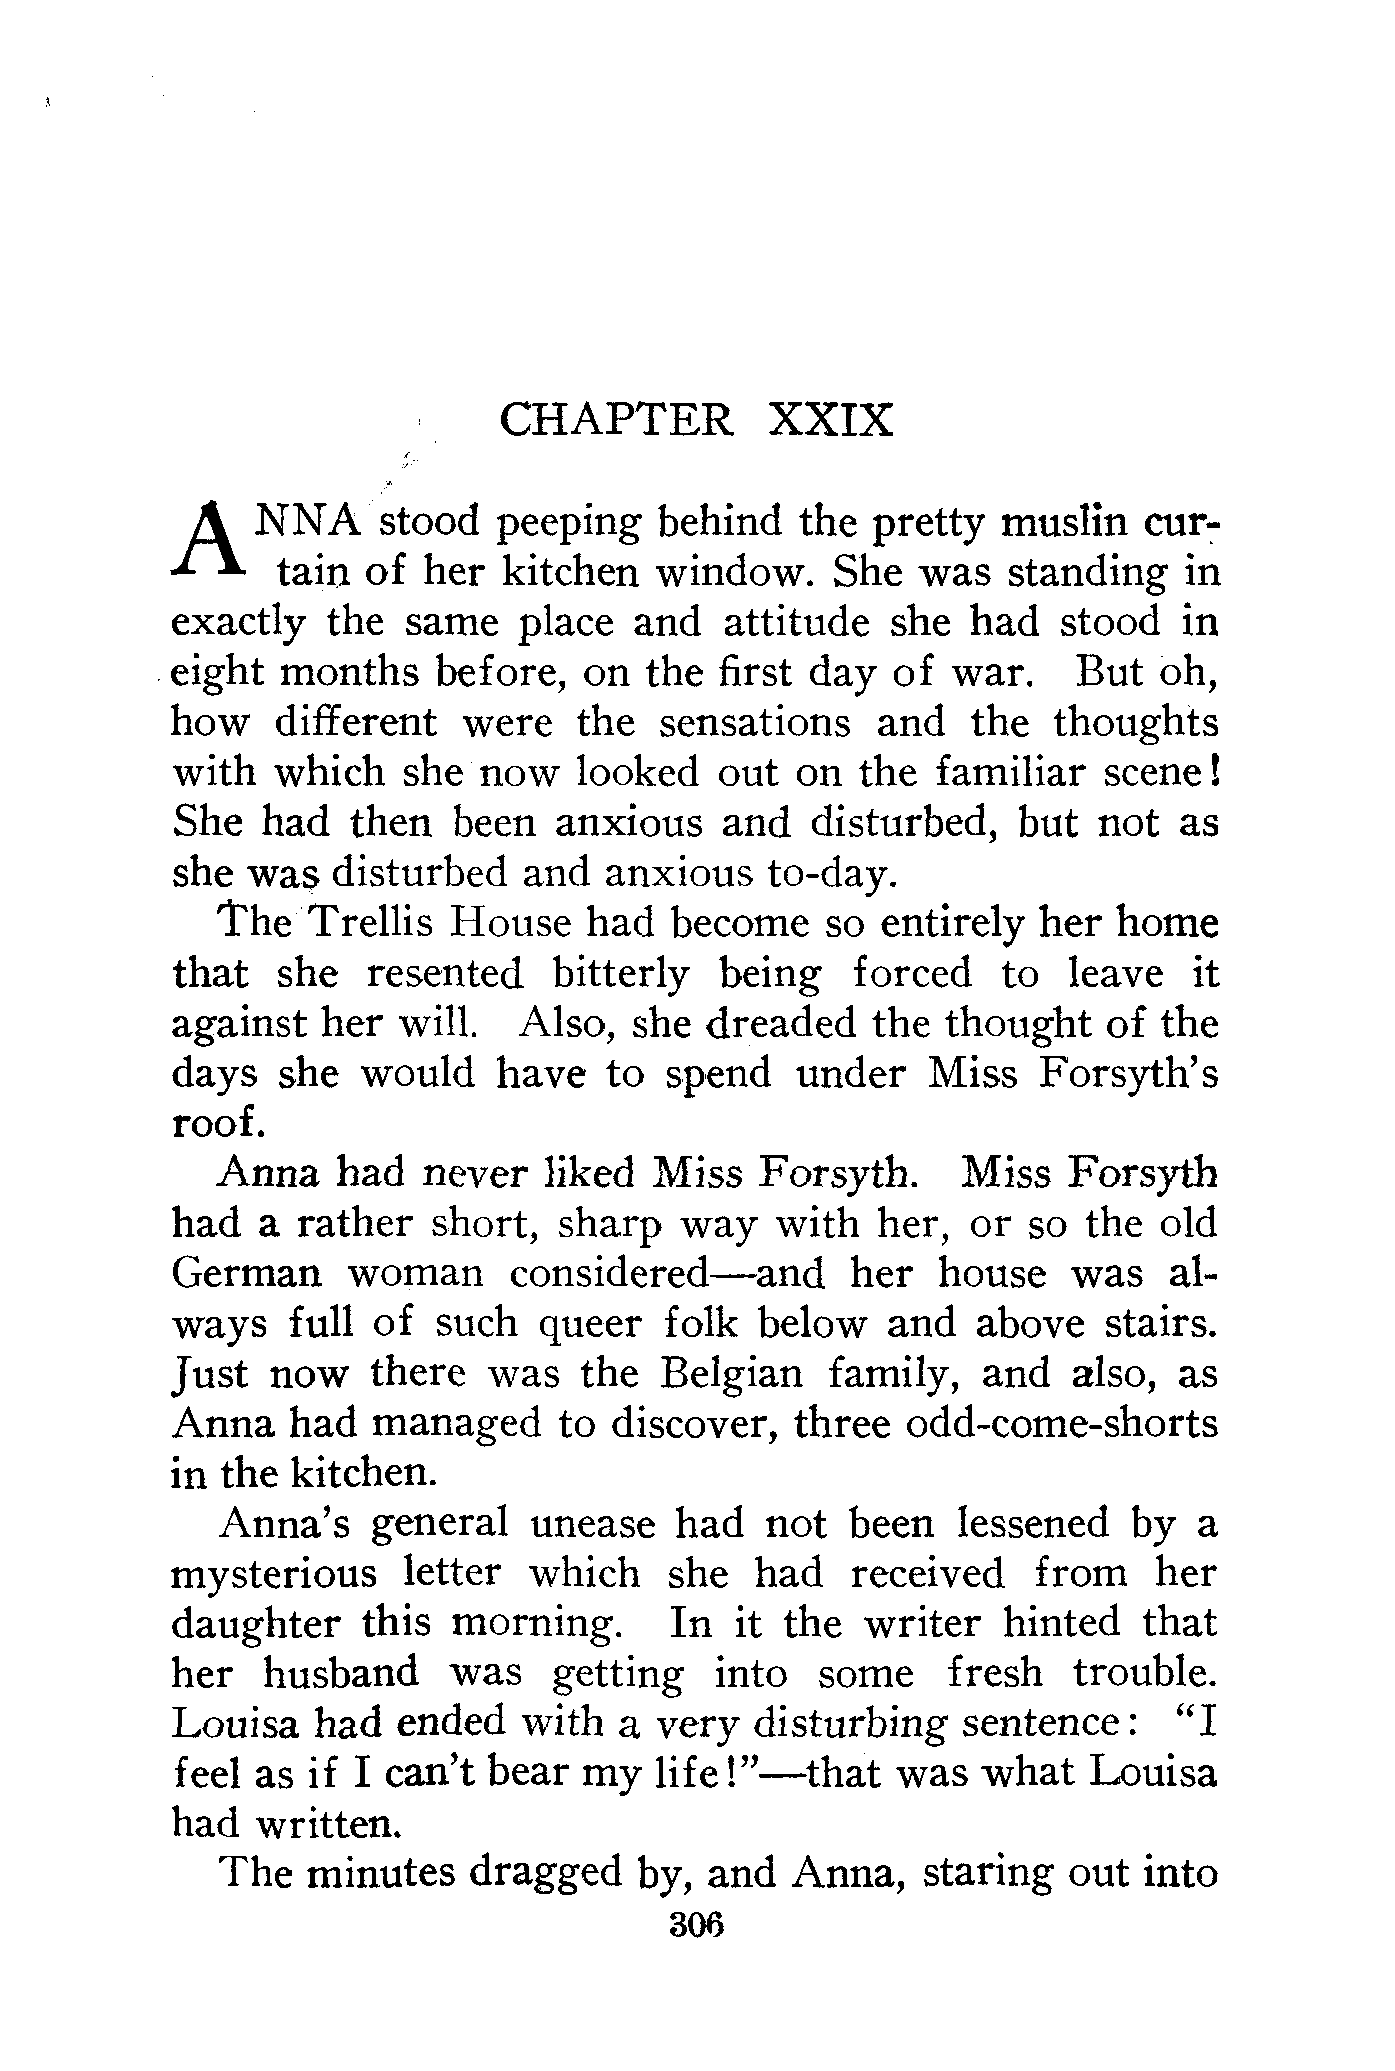 CHAPTER XXIX
ANNA stood peeping behind the pretty muslin cur-
tain of her kitchen window. She was standing in
exactly the same place and attitude she had stood in
eight months before, on the first day of war. But oh,
how different were the sensations and the thoughts
with which she now looked out on the familiar scene!
She had then been anxious and disturbed, but not as
she was disturbed and anxious to-day.
The Trellis House had become so entirely her home
that she resented bitterly being forced to leave it
against her will. Also, she dreaded the thought of the
days she would have to spend under Miss Forsyth's
roof.
Anna had never liked Miss Forsyth. Miss Forsyth
had a rather short, sharp way with her, or so the old
German woman considered—and her house was al-
ways full of such queer folk below and above stairs.
Just now there was the Belgian family, and also, as
Anna had managed to discover, three odd-come-shorts
in the kitchen.
Anna's general unease had not been lessened by a
mysterious letter which she had received from her
daughter this morning. In it the writer hinted that
her husband was getting into some fresh trouble.
Louisa had ended with a very disturbing sentence: "I
feel as if I can't bear my life!"—that was what Louisa
had written.
The minutes dragged by, and Anna, staring out into
306